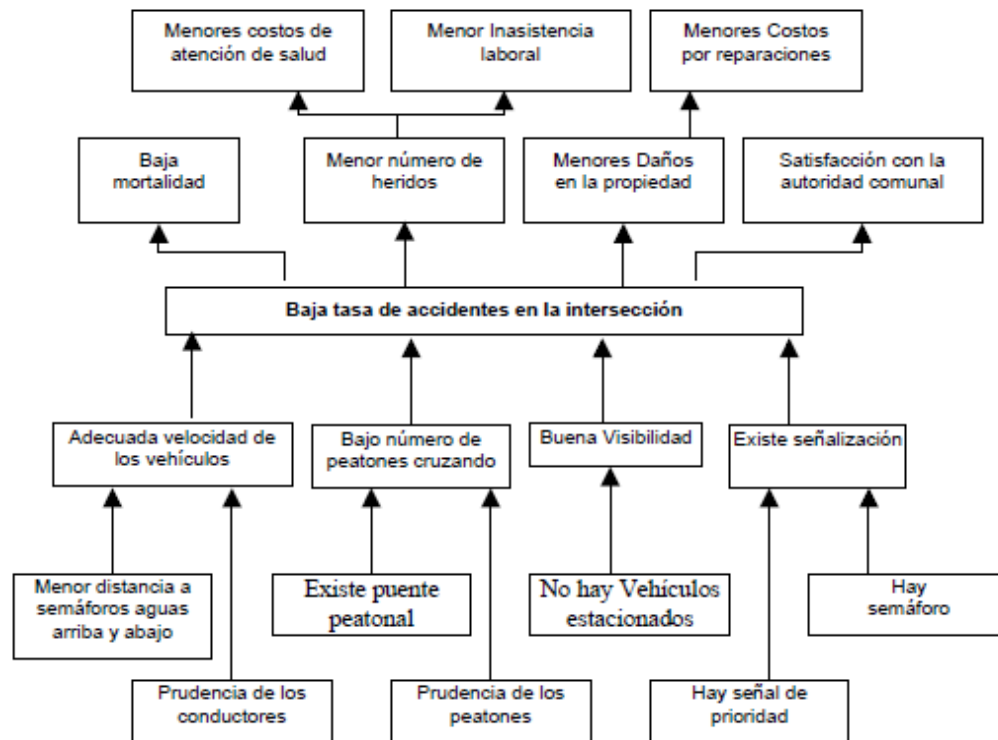 Menores costos de
atención de salud
Menor Inasistencia
laboral
Menores Costos
por reparaciones
Baja
mortalidad
Menor número de
heridos
Menores Daños
en la propiedad
Satisfacción con la
autoridad comunal
Baja tasa de accidentes en la intersección
Adecuada velocidad de
los vehículos
Bajo número de
peatones cruzando
Buena Visibilidad
Existe señalización
Menor distancia a
semáforos aguas
arriba y abajo
Existe puente
peatonal
No hay Vehículos
estacionados
Hay
semáforo
Prudencia de los
conductores
Prudencia de los
peatones
Hay señal de
prioridad